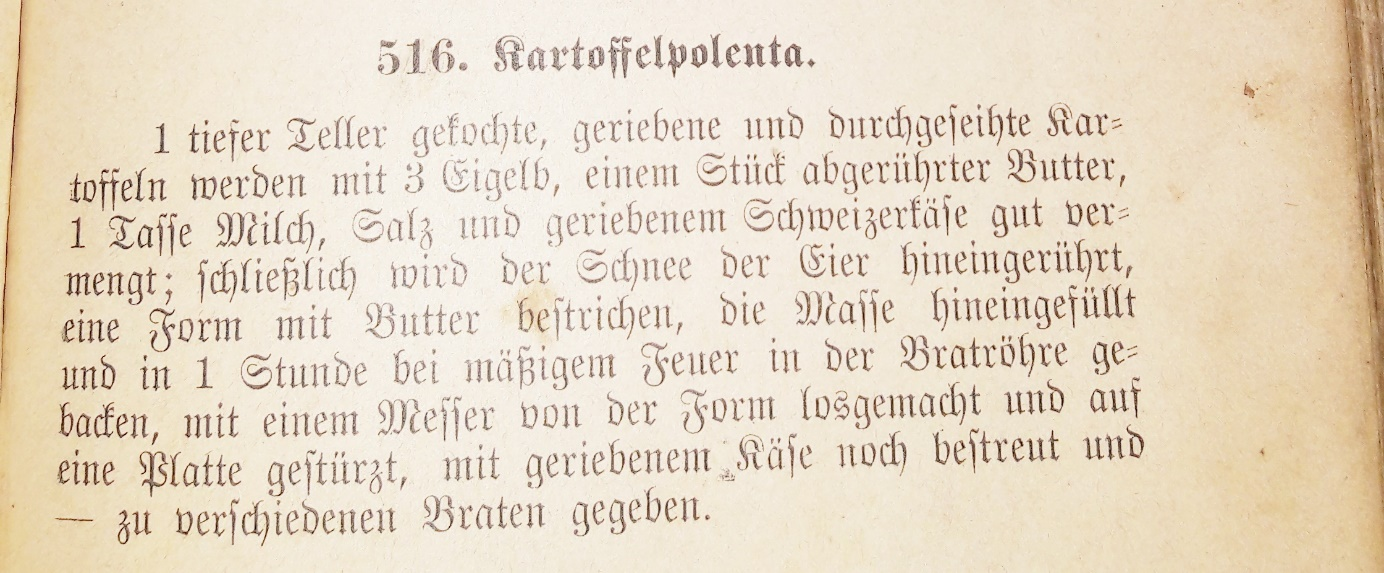 516. Kartoffelpolenta.
1 tiefer Teller gekochte, geriebene und durchgeseihte Kar-
toffeln werden mit 3 Eigelb, einem Stück abgerührter Butter,
1 Tasse Milch, Salz und geriebenem Schweizerkäse gut ver-
mengt; schließlich wird der Schnee der Eier hineingerührt,
eine Form mit Butter bestrichen, die Masse hineingefüllt
und in 1 Stunde bei mäßigem Feuer in der Bratröhre ge-
backen, mit einem Messer von der Form losgemacht und auf
eine Platte gestürzt, mit geriebenem Käse noch bestreut und
— zu verschiedenen Braten gegeben.